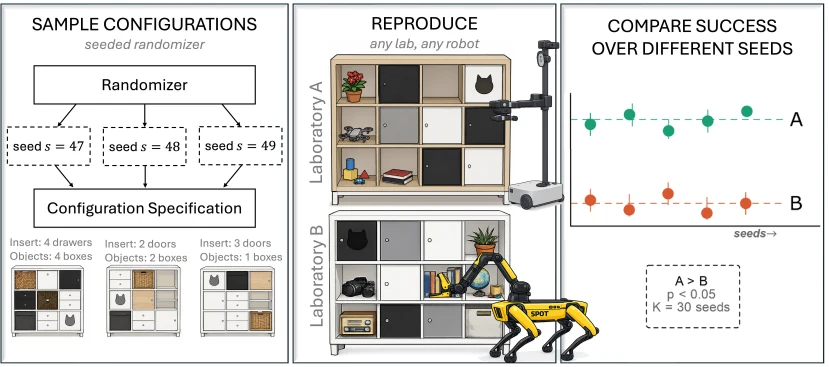 SAMPLE CONFIGURATIONS
seeded randomizer
Randomizer
seed s = 47
seed s = 48
seed s = 49
Configuration Specification
Insert: 4 drawers
Objects: 4 boxes
Insert: 2 doors
Objects: 2 boxes
Insert: 3 doors
Objects: 1 boxes
REPRODUCE
any lab, any robot
Laboratory A
Laboratory B
SPOT
COMPARE SUCCESS
OVER DIFFERENT SEEDS
A
B
seeds→
A > B
p < 0.05
K = 30 seeds